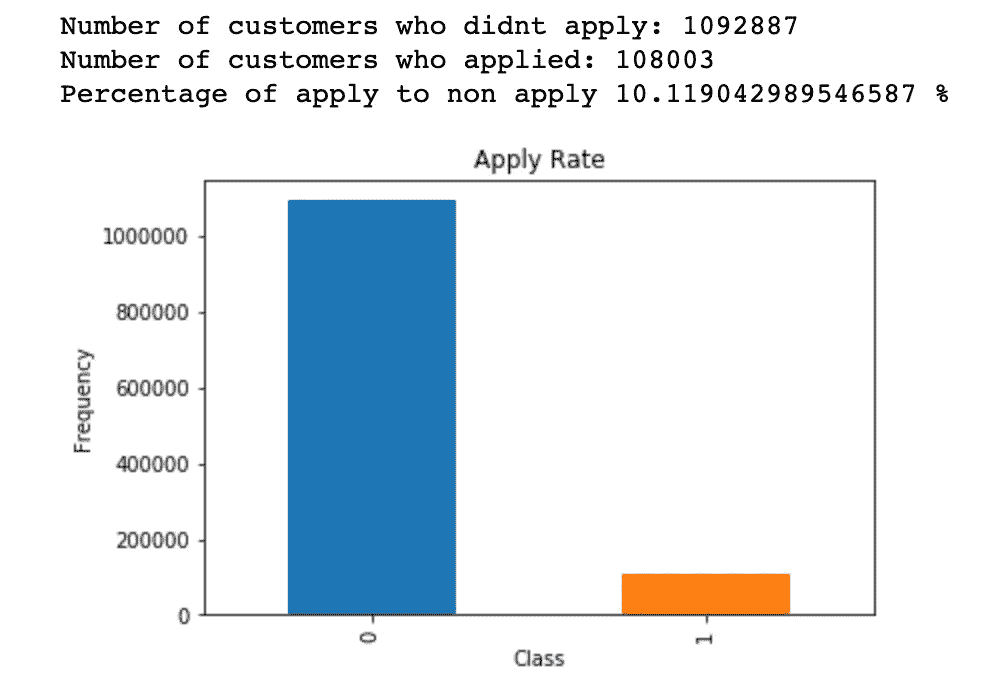 Number of customers who didnt apply: 1092887
Number of customers who applied: 108003
Percentage of apply to non apply 10.119042989546587 %
Apply Rate
1000000
800000
600000
400000
200000
0
Frequency
0
1
Class